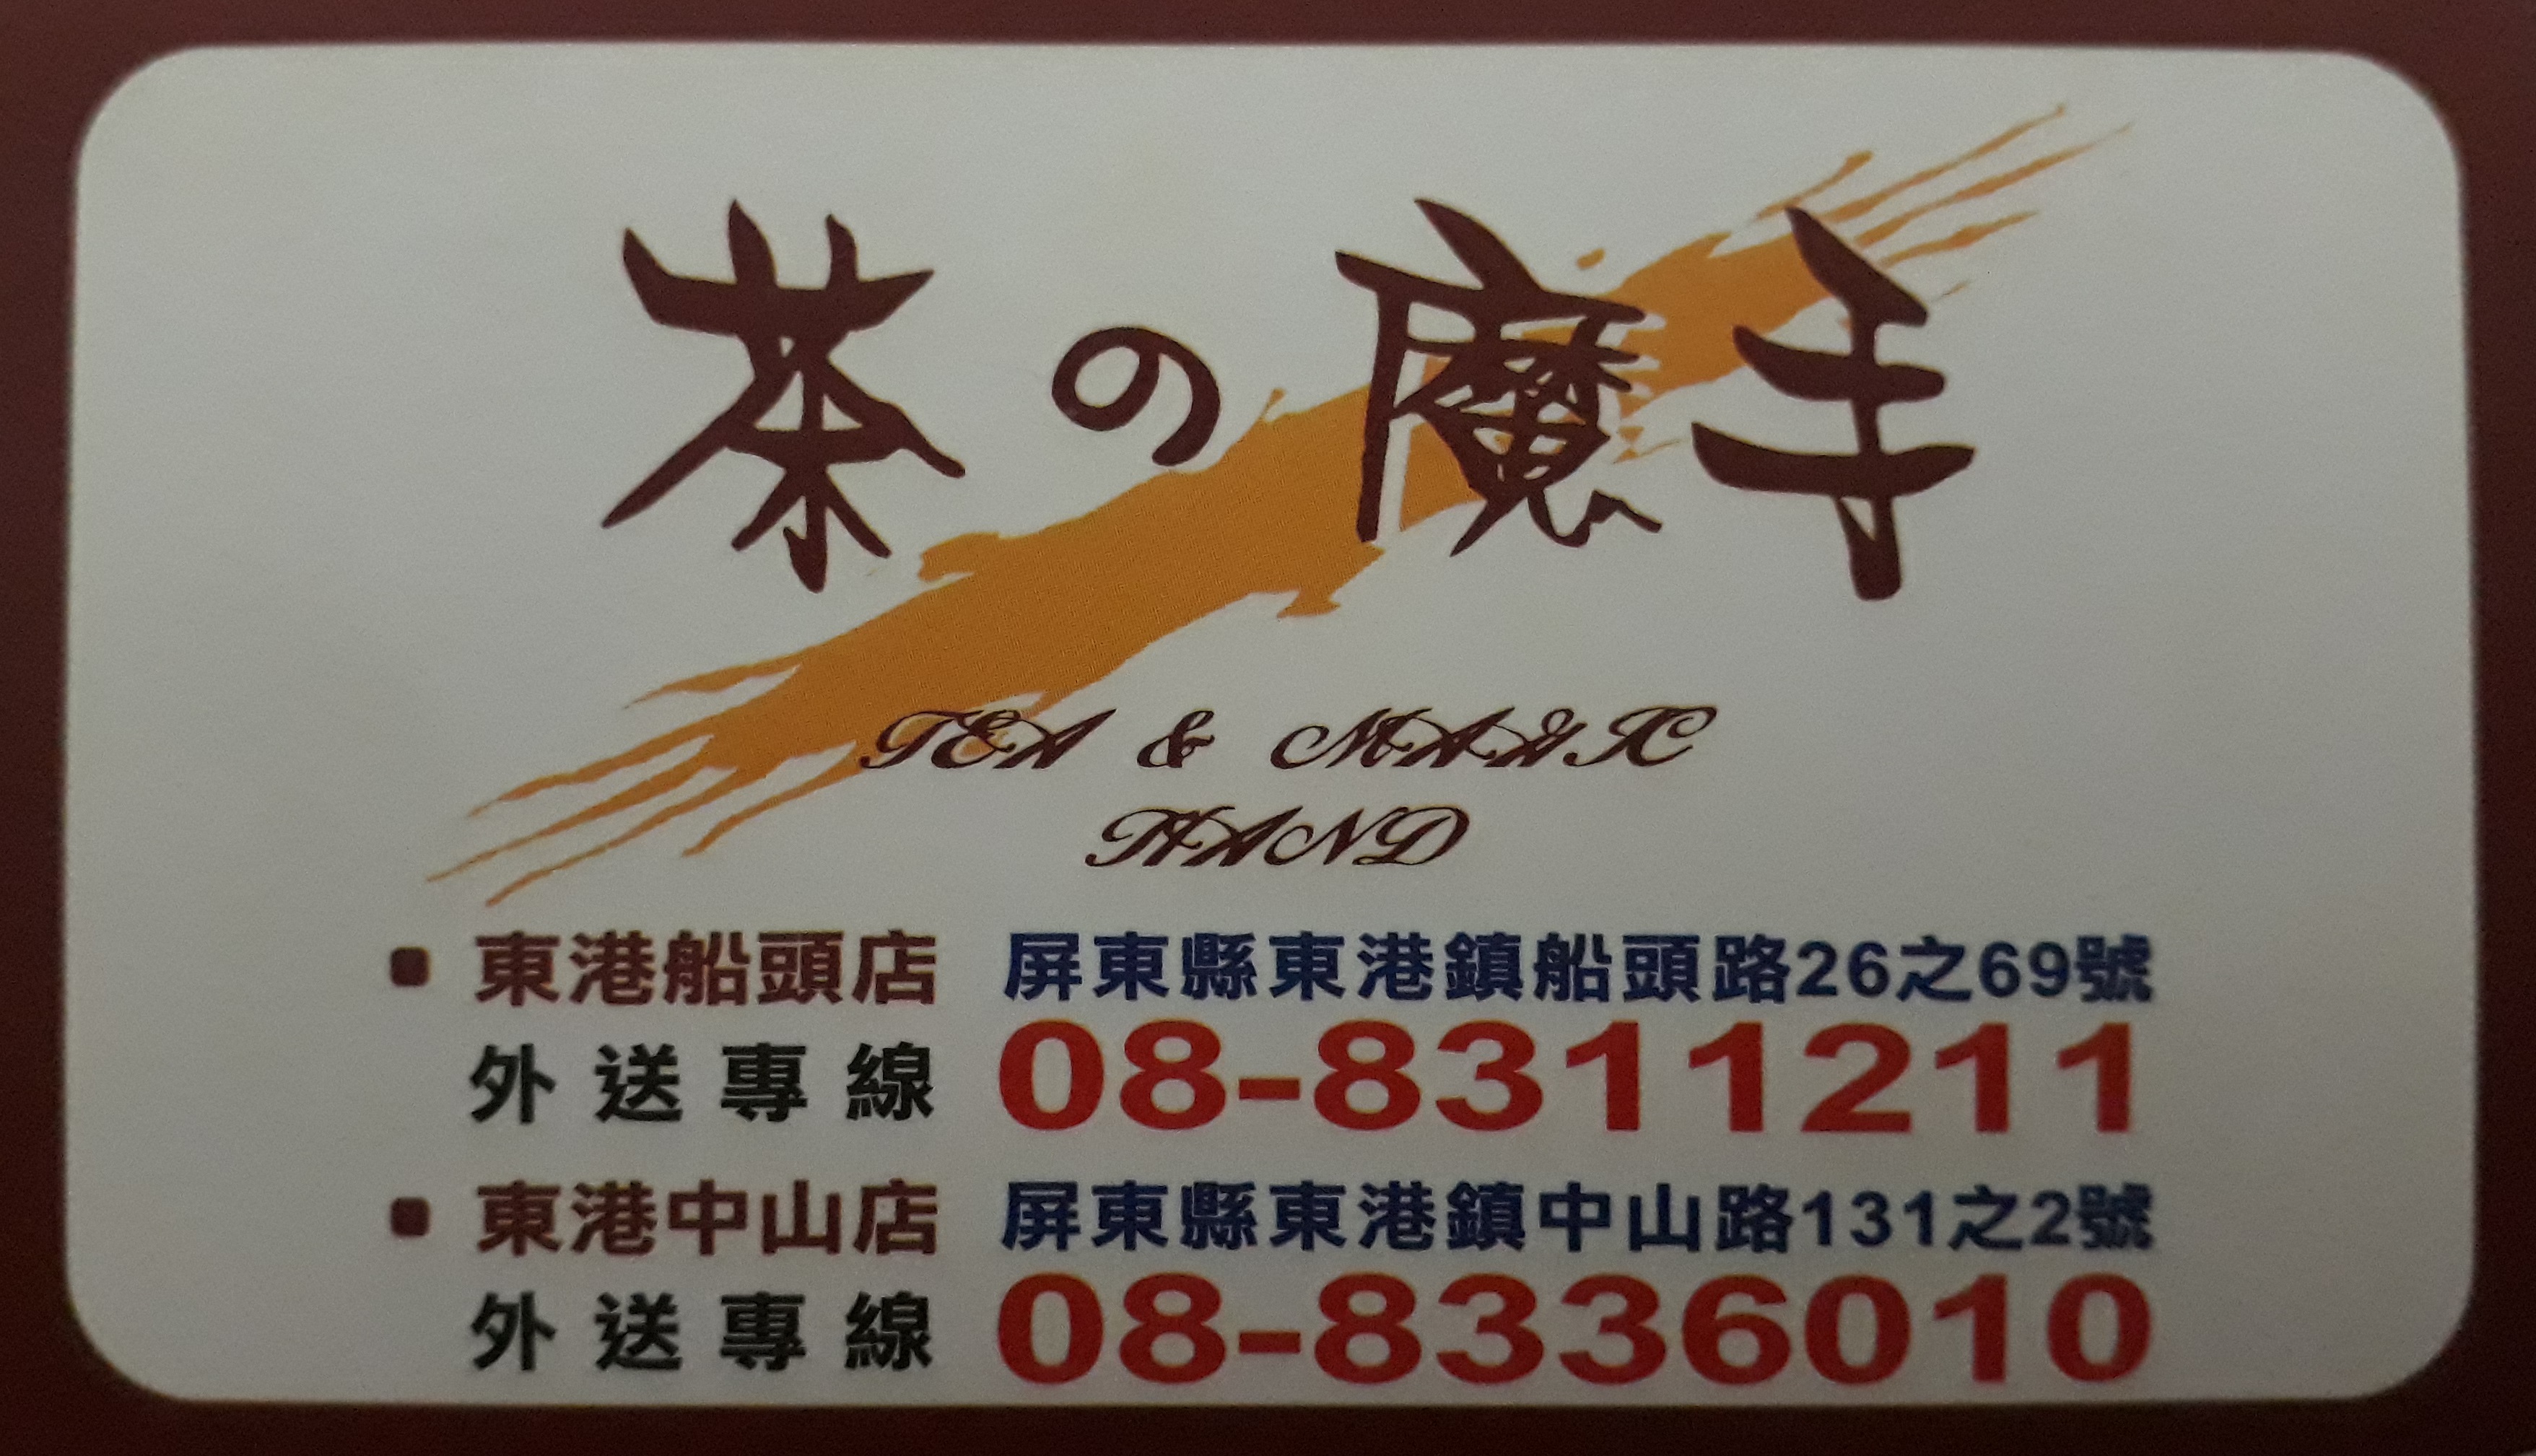 茶の魔手
TEA & MAGIC
HAND
▪ 東港船頭店 屏東縣東港鎮船頭路26之69號
外送專線 08-8311211
▪ 東港中山店 屏東縣東港鎮中山路131之2號
外送專線 08-8336010